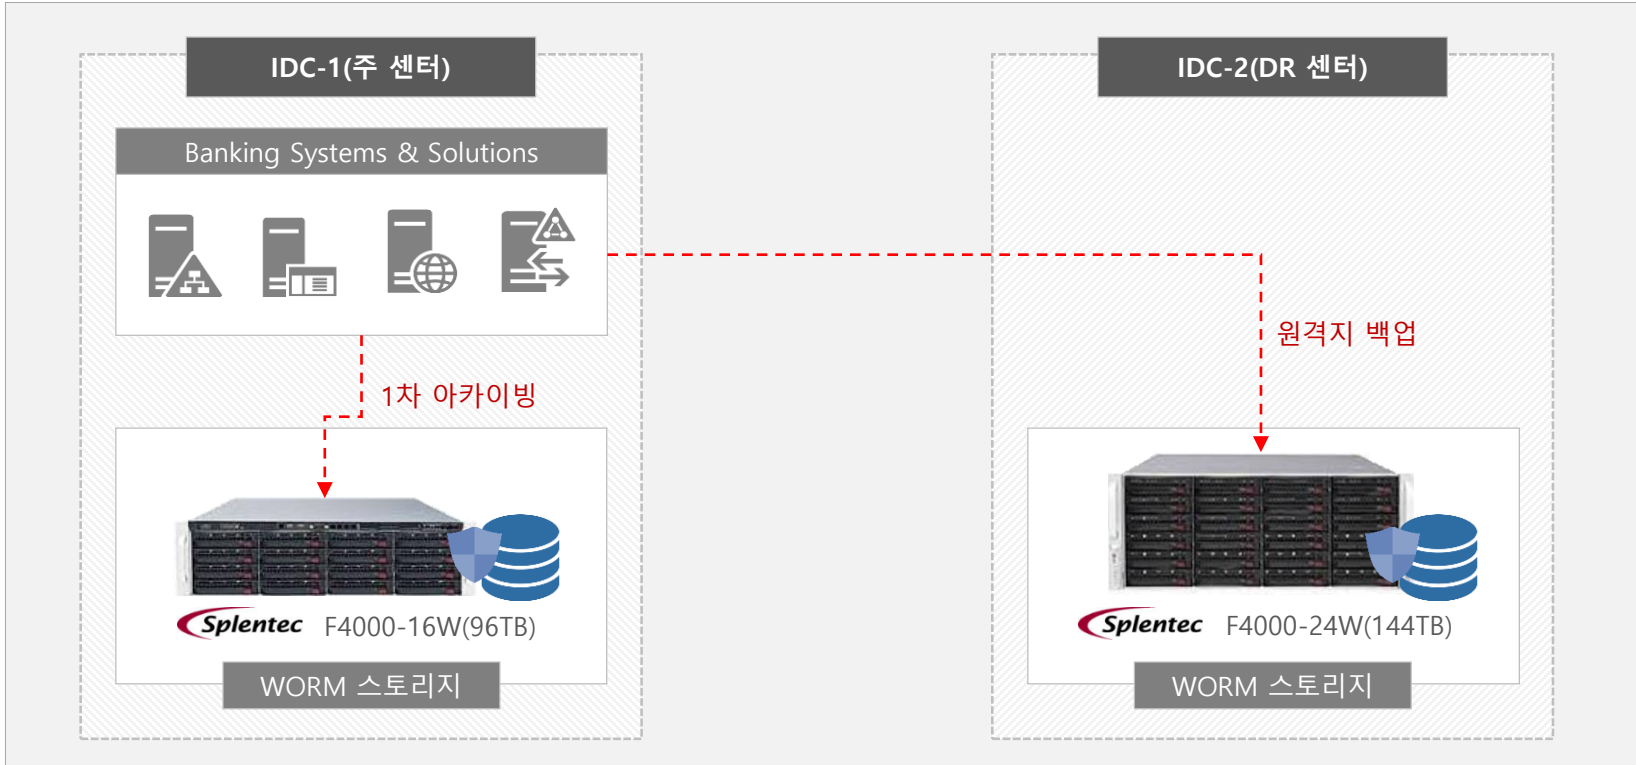 IDC-1(주 센터)
Banking Systems & Solutions
1차 아카이빙
Splentec F4000-16W(96TB)
WORM 스토리지
IDC-2(DR 센터)
원격지 백업
Splentec F4000-24W(144TB)
WORM 스토리지